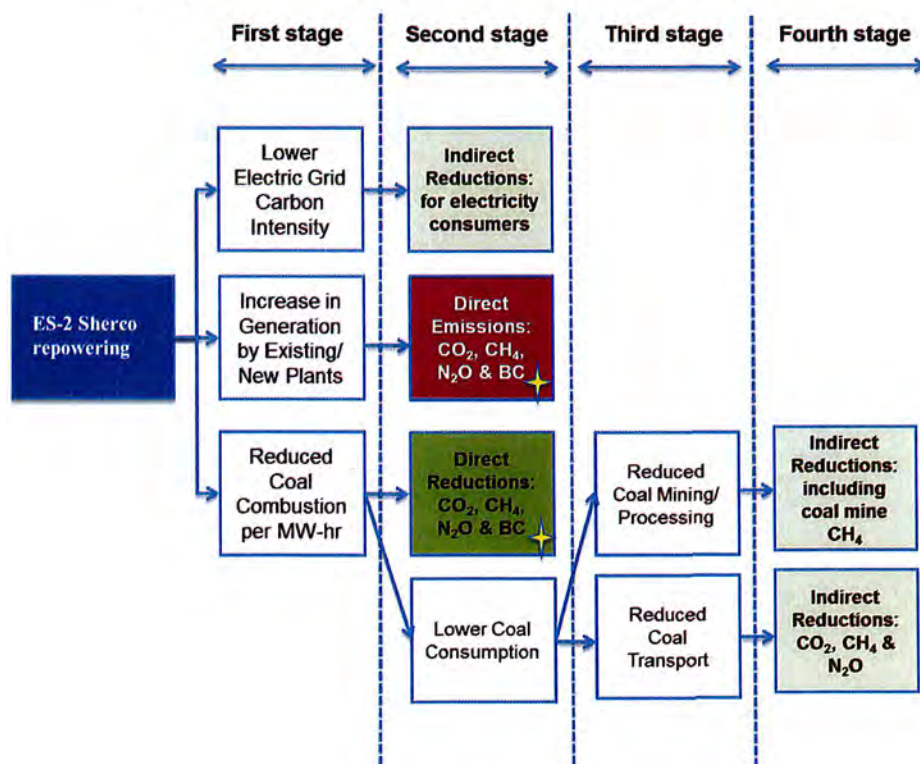 First stage
Second stage
Third stage
Fourth stage
Lower
Electric Grid
Carbon
Intensity
Indirect
Reductions:
for electricity
consumers
ES-2 Sherco
repowering
Increase in
Generation
by Existing/
New Plants
Direct
Emissions:
CO₂, CH₄,
N₂O & BC
Reduced
Coal
Combustion
per MW-hr
Direct
Reductions:
CO₂, CH₄,
N₂O & BC
Reduced
Coal Mining/
Processing
Indirect
Reductions:
including
coal mine
CH₄
Lower Coal
Consumption
Reduced
Coal
Transport
Indirect
Reductions:
CO₂, CH₄ &
N₂O